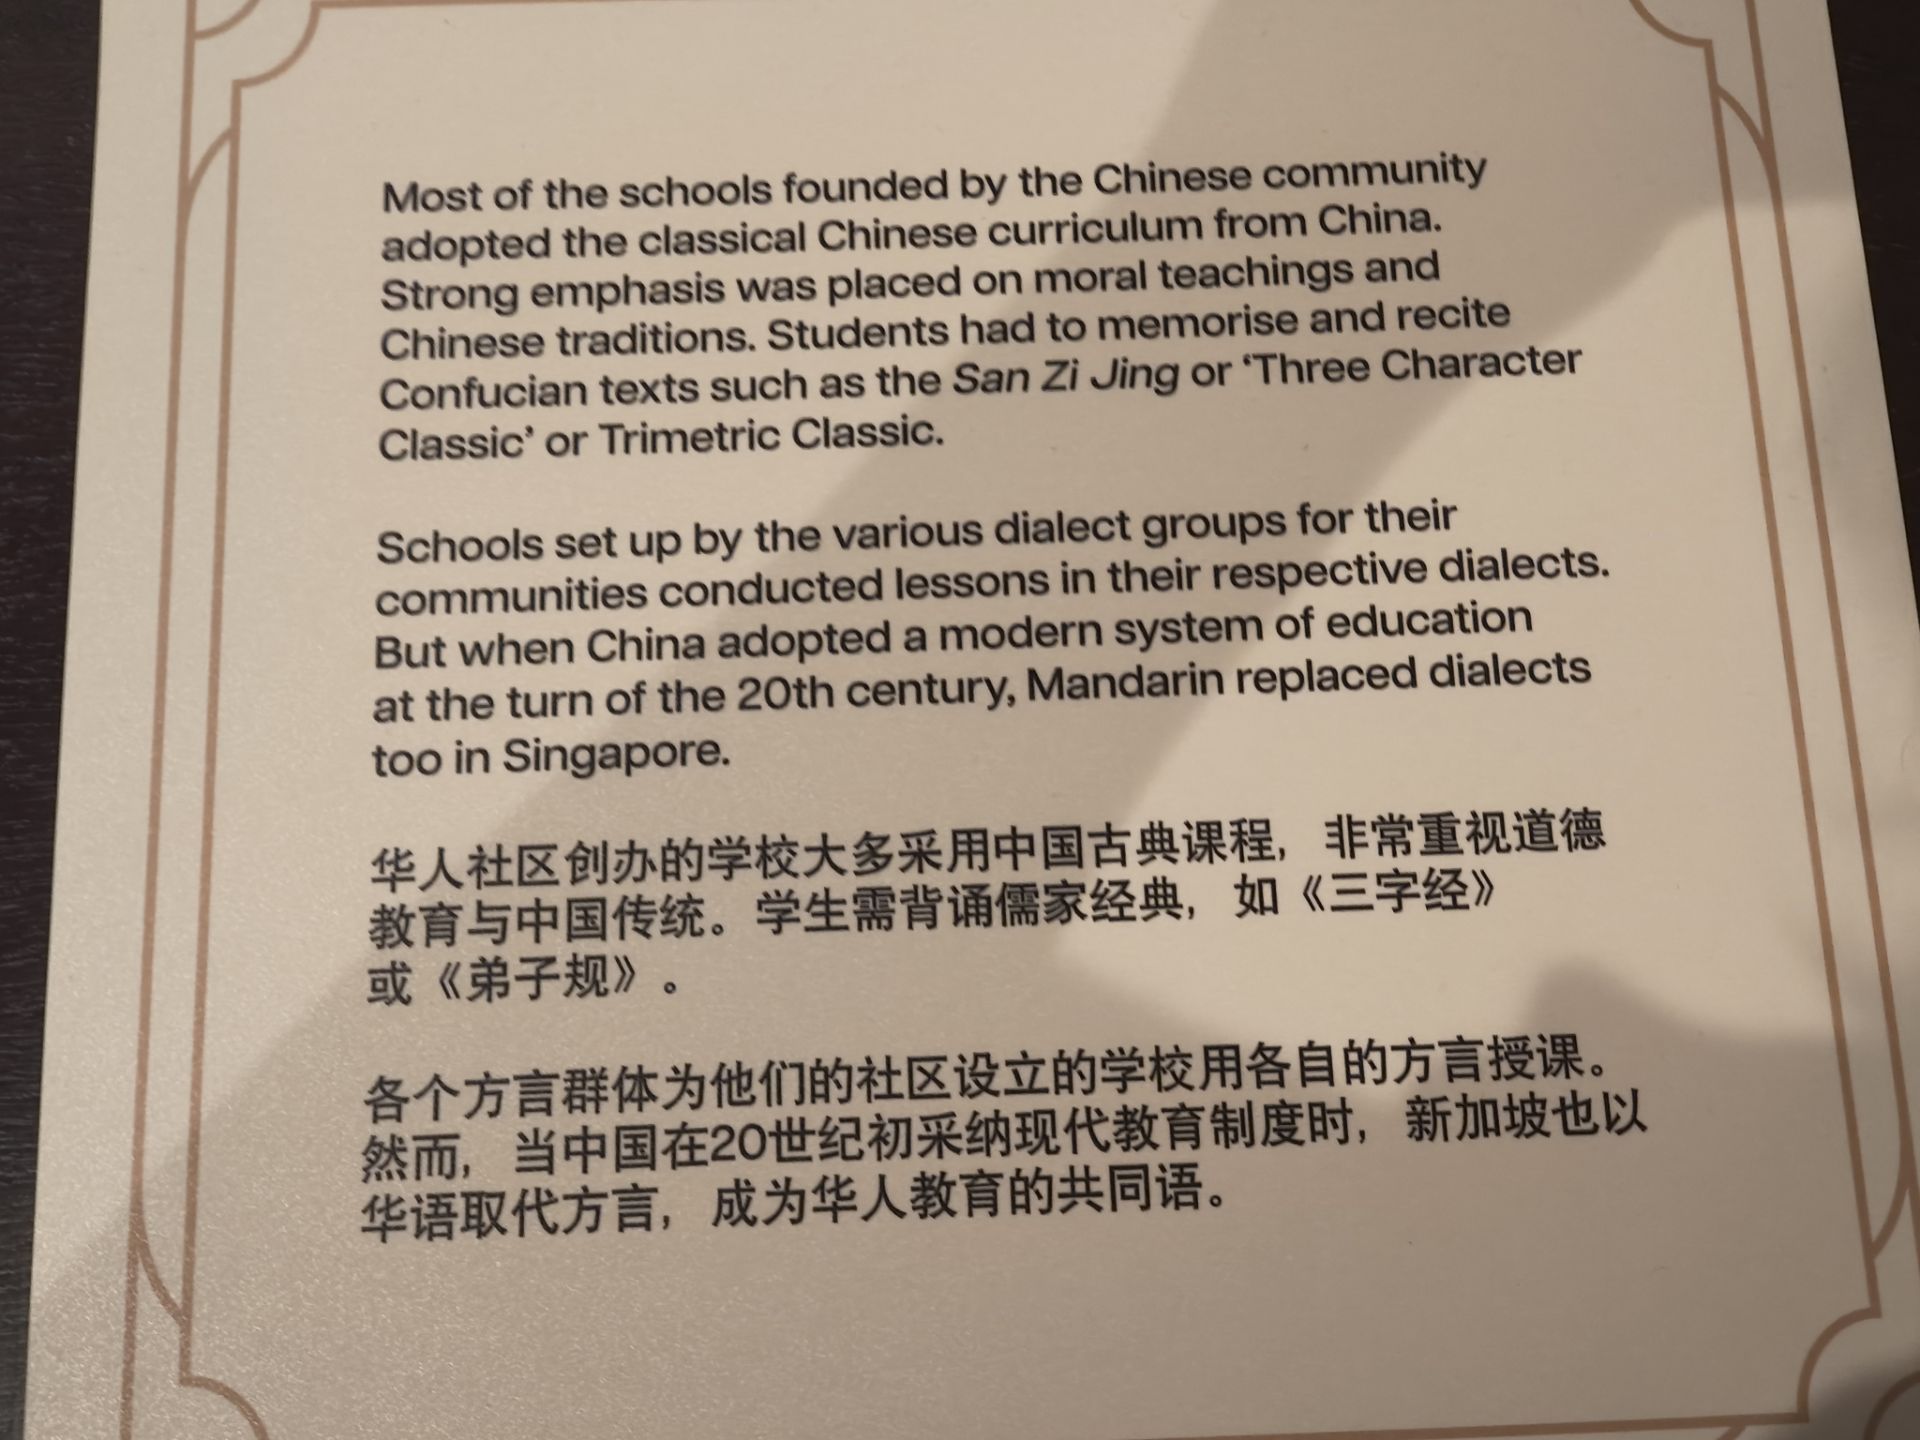 Most of the schools founded by the Chinese community
adopted the classical Chinese curriculum from China.
Strong emphasis was placed on moral teachings and
Chinese traditions. Students had to memorise and recite
Confucian texts such as the San Zi Jing or ‘Three Character
Classic’ or Trimetric Classic.
Schools set up by the various dialect groups for their
communities conducted lessons in their respective dialects.
But when China adopted a modern system of education
at the turn of the 20th century, Mandarin replaced dialects
too in Singapore.
华人社区创办的学校大多采用中国古典课程，非常重视道德
教育与中国传统。学生需背诵儒家经典，如《三字经》
或《弟子规》。
各个方言群体为他们的社区设立的学校用各自的方言授课。
然而，当中国在20世纪初采纳现代教育制度时，新加坡也以
华语取代方言，成为华人教育的共同语。